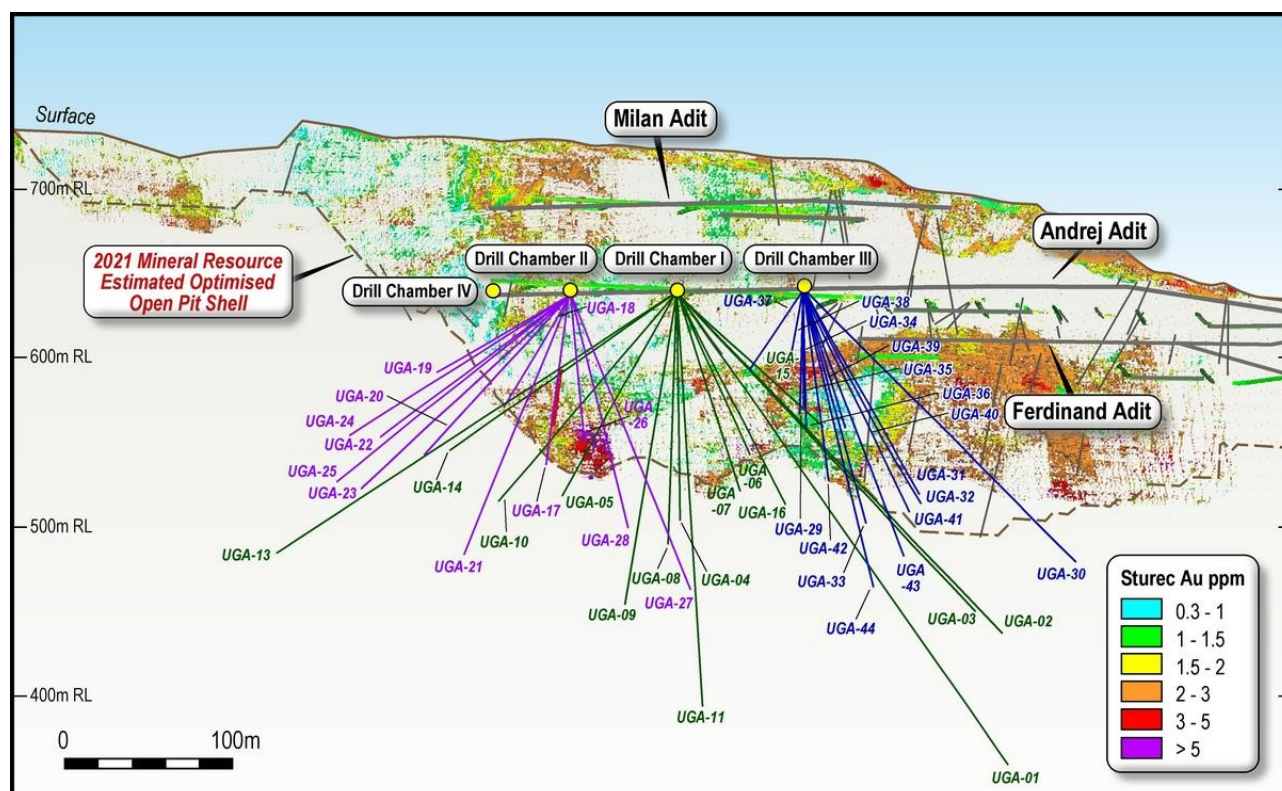 Surface
Milan Adit
700m RL
Andrej Adit
2021 Mineral Resource
Estimated Optimised
Open Pit Shell
Drill Chamber II
Drill Chamber I
Drill Chamber III
Drill Chamber IV
UGA-18
UGA-37
UGA-38
UGA-34
600m RL
UGA-19
UGA-
15
UGA-39
UGA-35
UGA-20
UGA-36
UGA-24
UGA
-26
UGA-40
Ferdinand Adit
UGA-22
UGA-25
UGA-23
UGA-14
UGA-17
UGA-05
UGA
-06
UGA
-07
UGA-16
UGA-31
UGA-32
UGA-41
500m RL
UGA-13
UGA-10
UGA-21
UGA-28
UGA-29
UGA-42
UGA-08
UGA-04
UGA-33
UGA
-43
UGA-30
UGA-09
UGA-27
UGA-44
UGA-03
UGA-02
400m RL
UGA-11
UGA-01
0
100m
Sturec Au ppm
0.3 - 1
1 - 1.5
1.5 - 2
2 - 3
3 - 5
> 5